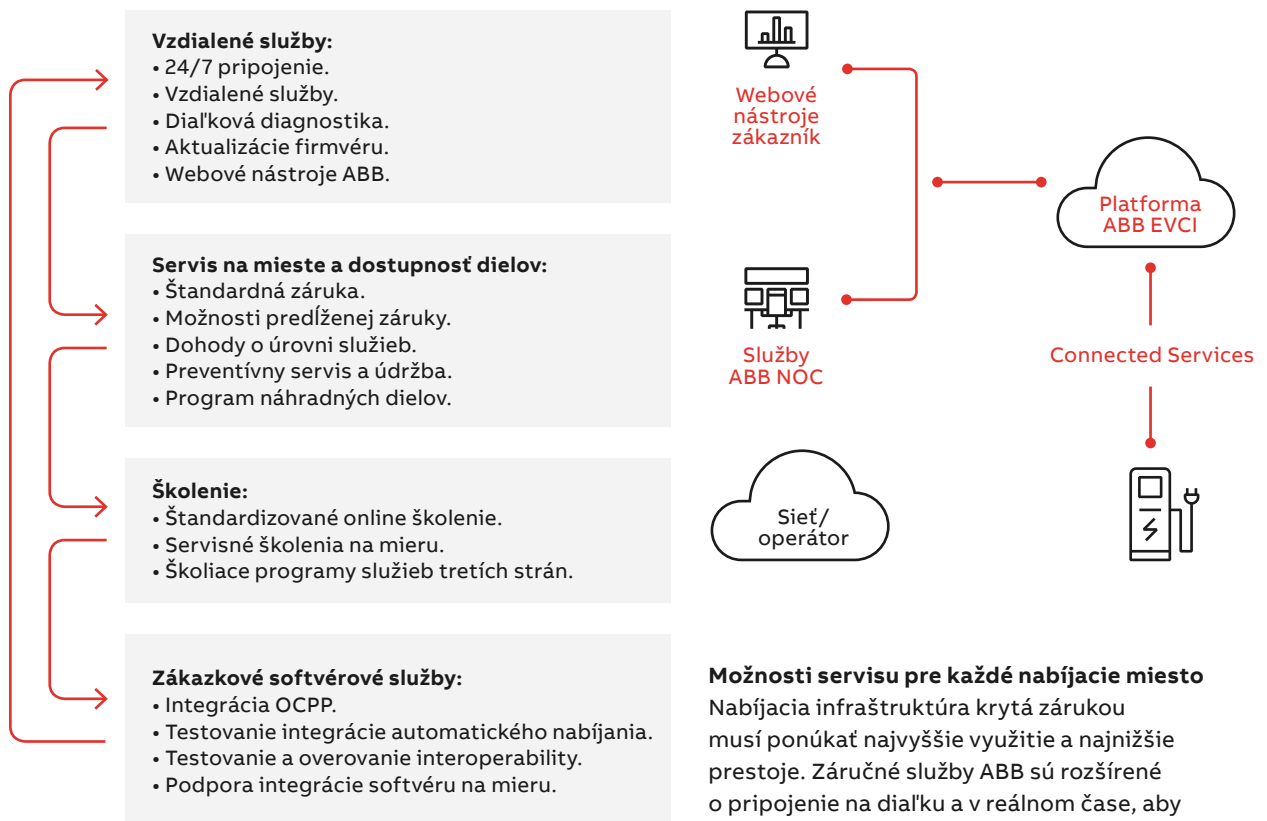 Vzdialené služby:
• 24/7 pripojenie.
• Vzdialené služby.
• Diaľková diagnostika.
• Aktualizácie firmvéru.
• Webové nástroje ABB.
Servis na mieste a dostupnosť dielov:
• Štandardná záruka.
• Možnosti predĺženej záruky.
• Dohody o úrovni služieb.
• Preventívny servis a údržba.
• Program náhradných dielov.
Školenie:
• Štandardizované online školenie.
• Servisné školenia na mieru.
• Školiace programy služieb tretích strán.
Zákazkové softvérové služby:
• Integrácia OCPP.
• Testovanie integrácie automatického nabíjania.
• Testovanie a overovanie interoperability.
• Podpora integrácie softvéru na mieru.
Webové
nástroje
zákazník
Platforma
ABB EVCI
Služby
ABB NOC
Connected Services
Sieť/
operátor
Možnosti servisu pre každé nabíjacie miesto
Nabíjacia infraštruktúra krytá zárukou
musí ponúkať najvyššie využitie a najnižšie
prestoje. Záručné služby ABB sú rozšírené
o pripojenie na diaľku a v reálnom čase, aby